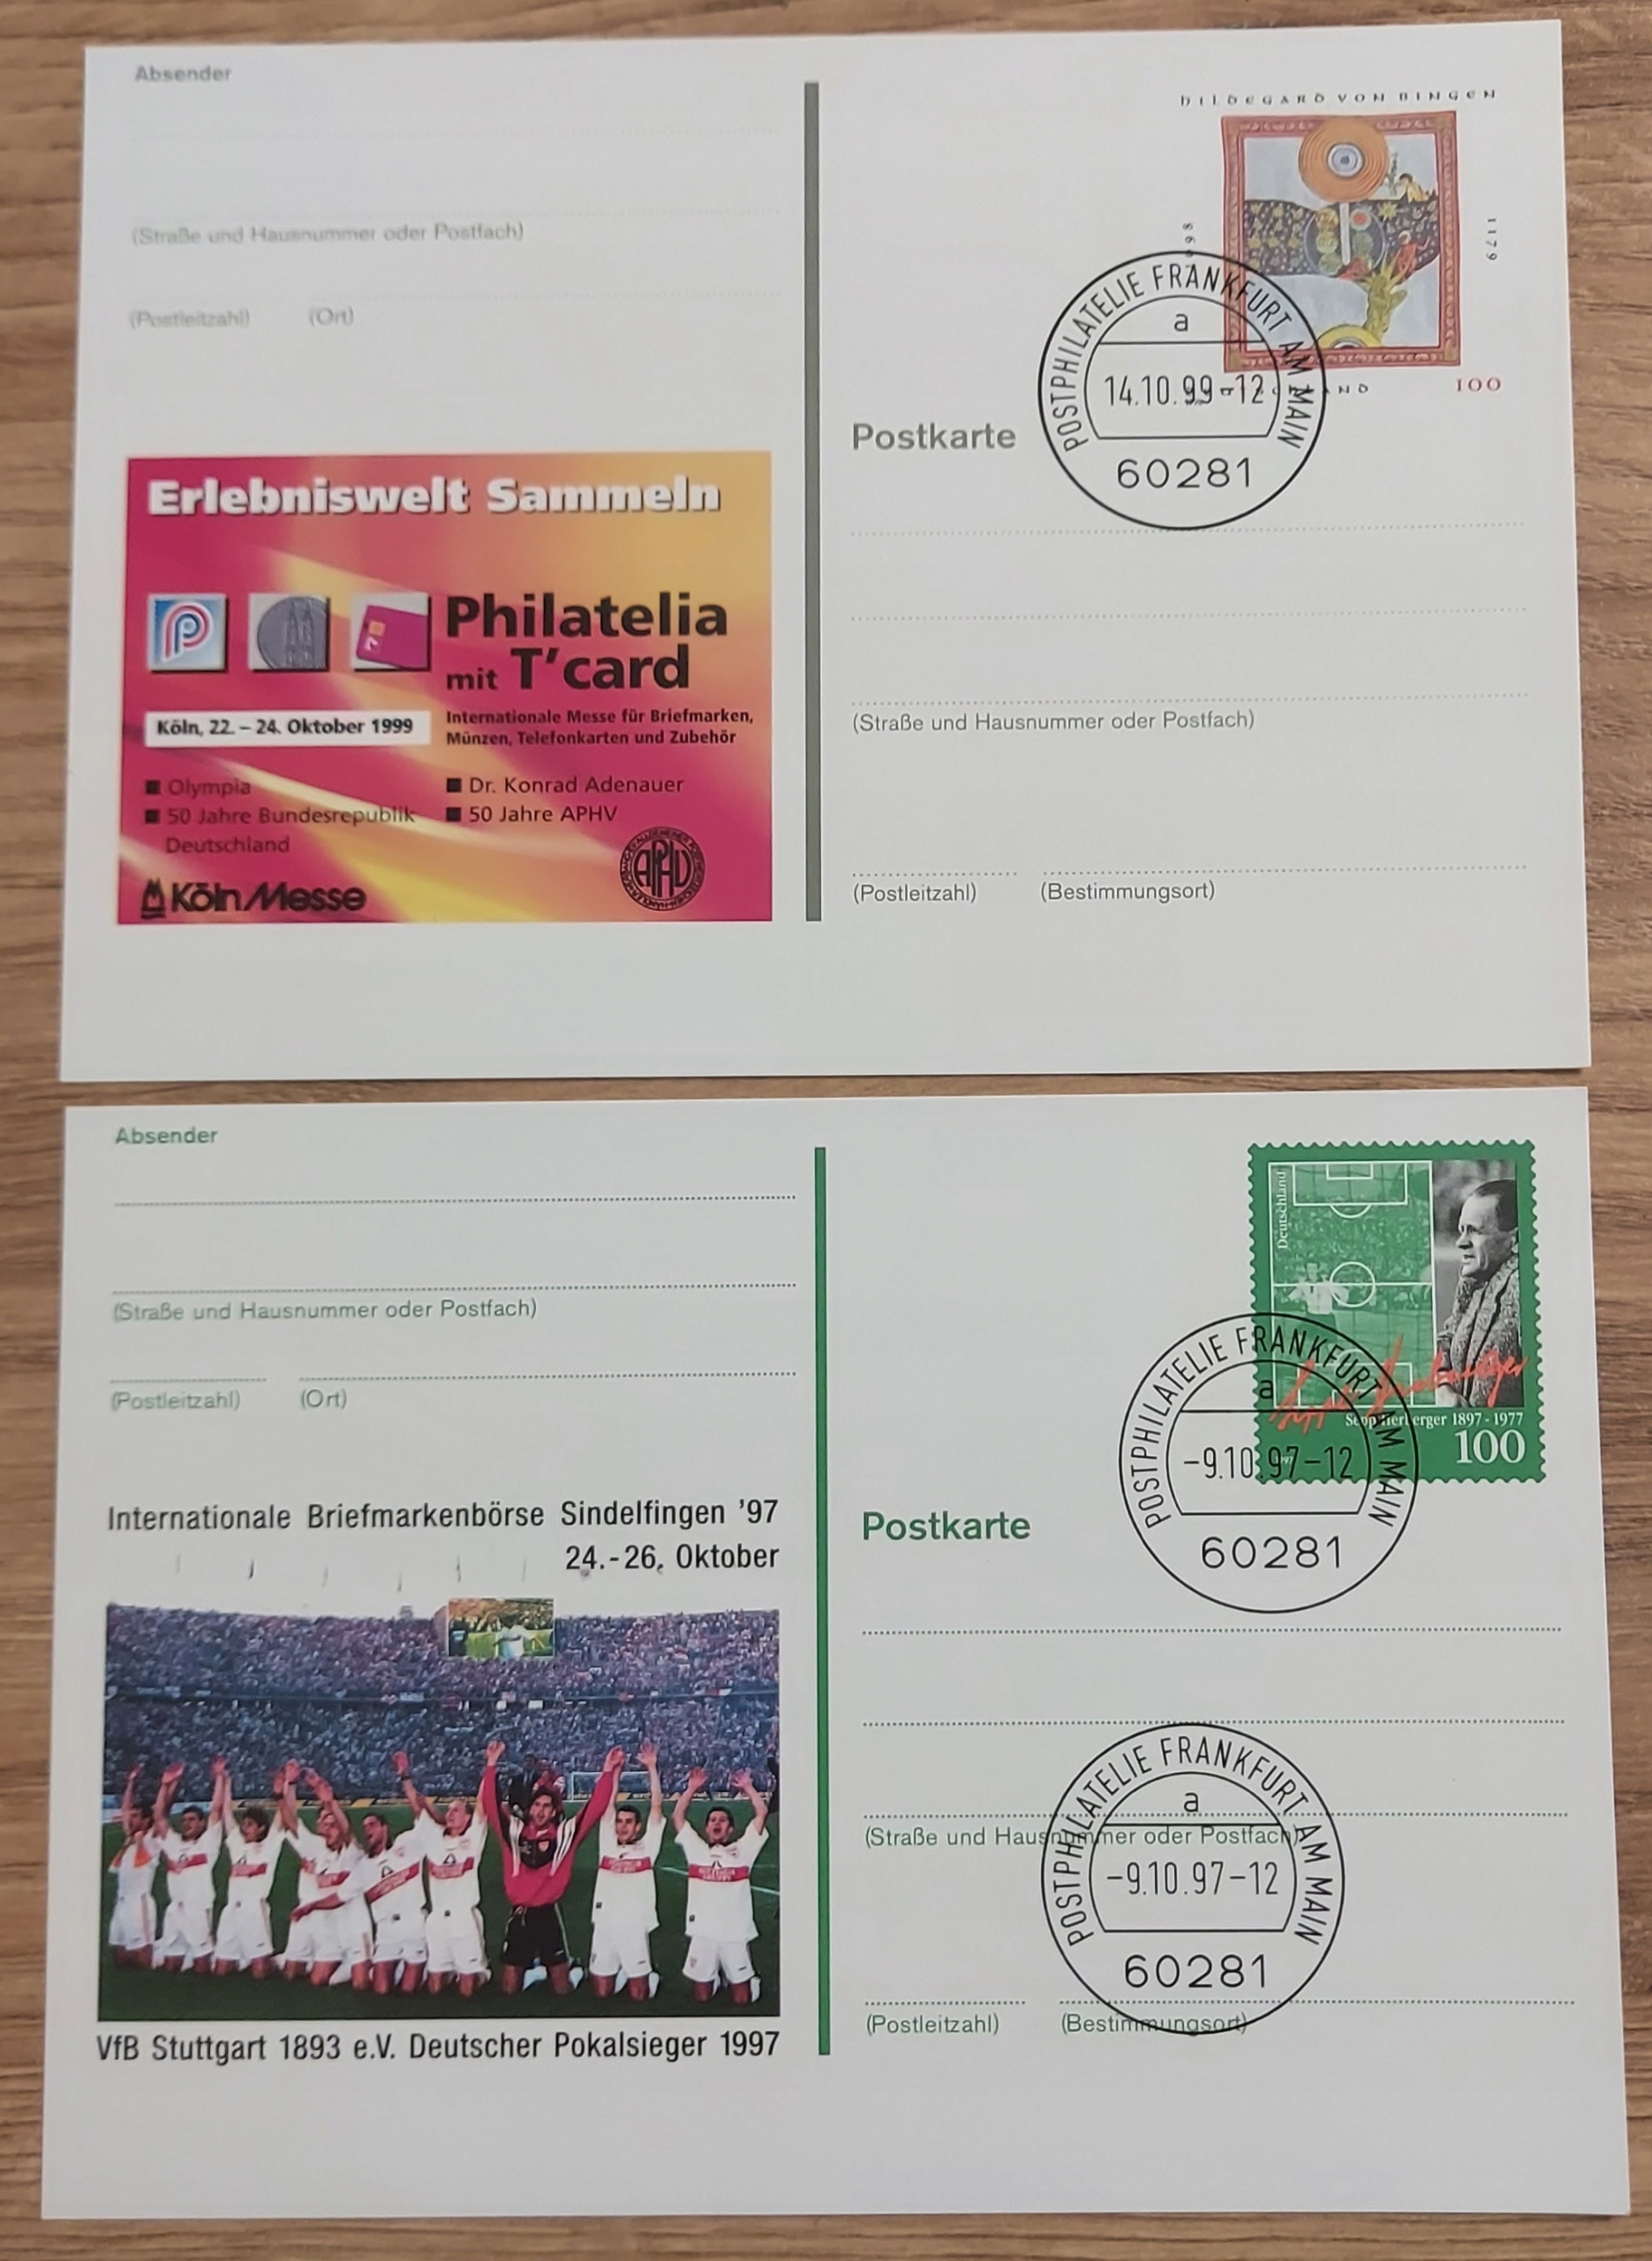 Absender
(Straße und Hausnummer oder Postfach)
(Postleitzahl) (Ort)
HILDEGARD VON BINGEN
1179
100
POSTPHILATELIE FRANKFURT AM MAIN
a
14.10.99-12
60281
Postkarte
(Straße und Hausnummer oder Postfach)
(Postleitzahl) (Bestimmungsort)
Erlebniswelt Sammeln
Philatelia
mit T'card
Köln, 22. – 24. Oktober 1999
Internationale Messe für Briefmarken,
Münzen, Telefonkarten und Zubehör
Olympia
50 Jahre Bundesrepublik
Deutschland
Dr. Konrad Adenauer
50 Jahre APHV
KölnMesse
APHV
Absender
(Straße und Hausnummer oder Postfach)
(Postleitzahl) (Ort)
Deutschland
Sepp Herberger 1897 - 1977
100
POSTPHILATELIE FRANKFURT AM MAIN
a
-9.10.97-12
60281
Postkarte
Internationale Briefmarkenbörse Sindelfingen '97
24.-26. Oktober
VfB Stuttgart 1893 e.V. Deutscher Pokalsieger 1997
POSTPHILATELIE FRANKFURT AM MAIN
a
-9.10.97-12
60281
(Straße und Hausnummer oder Postfach)
(Postleitzahl) (Bestimmungsort)